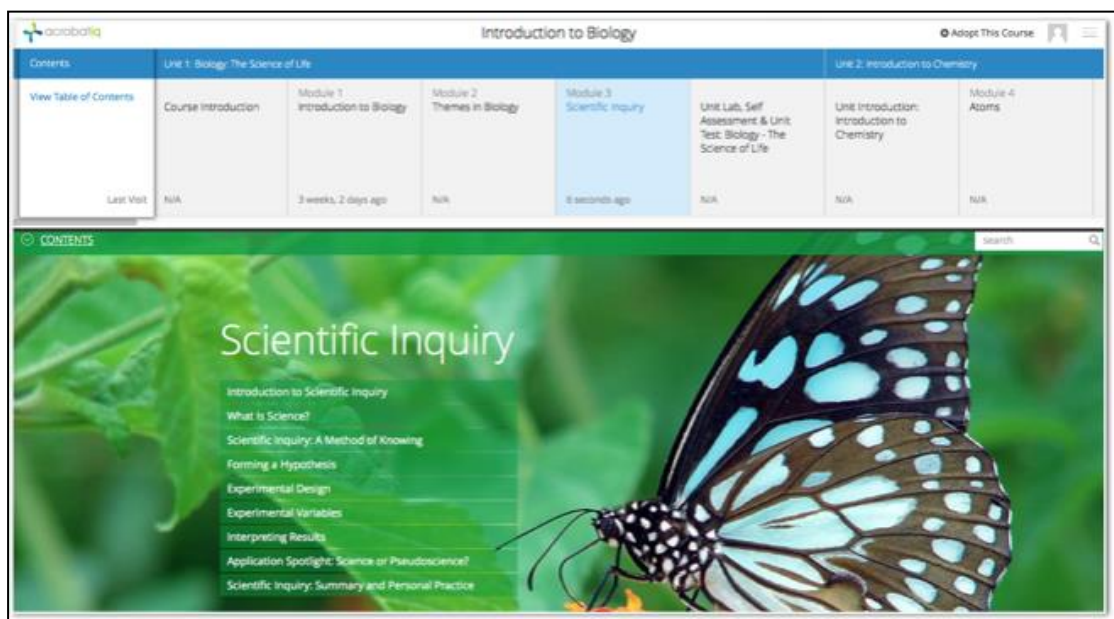 acrobatiq
Introduction to Biology
Adopt This Course
Contents
Unit 1: Biology: The Science of Life
Unit 2: Introduction to Chemistry
View Table of Contents
Last Visit
Course Introduction
N/A
Module 1
Introduction to Biology
3 weeks, 2 days ago
Module 2
Themes in Biology
N/A
Module 3
Scientific Inquiry
8 seconds ago
Unit Lab, Self
Assessment & Unit
Test: Biology - The
Science of Life
N/A
Unit Introduction:
Introduction to
Chemistry
N/A
Module 4
Atoms
N/A
CONTENTS
search
Scientific Inquiry
Introduction to Scientific Inquiry
What Is Science?
Scientific Inquiry: A Method of Knowing
Forming a Hypothesis
Experimental Design
Experimental Variables
Interpreting Results
Application Spotlight: Science or Pseudoscience?
Scientific Inquiry: Summary and Personal Practice